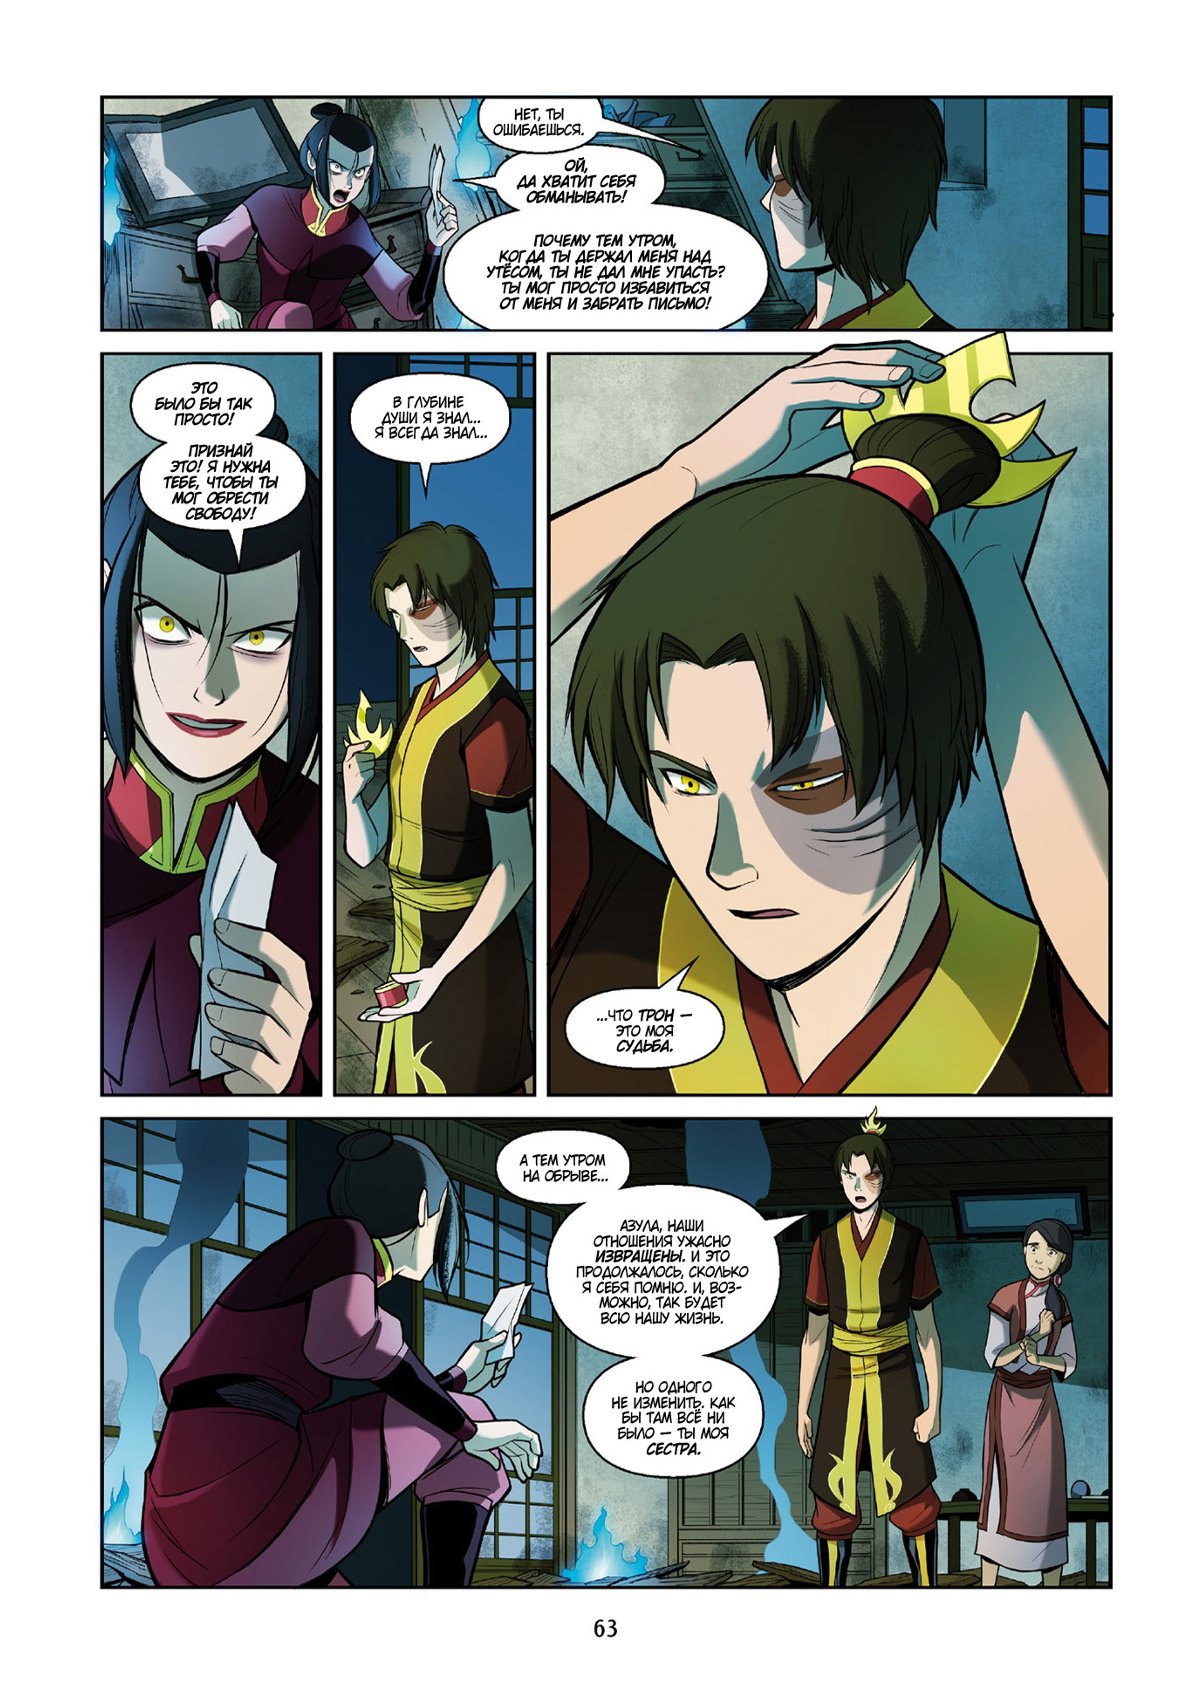 НЕТ, ТЫ
ОШИБАЕШЬСЯ.
ОЙ,
ДА ХВАТИТ СЕБЯ
ОБМАНЫВАТЬ!
ПОЧЕМУ ТЕМ УТРОМ,
КОГДА ТЫ ДЕРЖАЛ МЕНЯ НАД
УТЁСОМ, ТЫ НЕ ДАЛ МНЕ УПАСТЬ?
ТЫ МОГ ПРОСТО ИЗБАВИТЬСЯ
ОТ МЕНЯ И ЗАБРАТЬ ПИСЬМО!
ЭТО
БЫЛО БЫ ТАК
ПРОСТО!
ПРИЗНАЙ
ЭТО! Я НУЖНА
ТЕБЕ, ЧТОБЫ ТЫ
МОГ ОБРЕСТИ
СВОБОДУ!
В ГЛУБИНЕ
ДУШИ Я ЗНАЛ...
Я ВСЕГДА ЗНАЛ...
...ЧТО ТРОН —
ЭТО МОЯ
СУДЬБА.
А ТЕМ УТРОМ
НА ОБРЫВЕ...
АЗУЛА, НАШИ
ОТНОШЕНИЯ УЖАСНО
ИЗВРАЩЕНЫ. И ЭТО
ПРОДОЛЖАЛОСЬ, СКОЛЬКО
Я СЕБЯ ПОМНЮ. И, ВОЗ-
МОЖНО, ТАК БУДЕТ
ВСЮ НАШУ ЖИЗНЬ.
НО ОДНОГО
НЕ ИЗМЕНИТЬ. КАК
БЫ ТАМ ВСЁ НИ
БЫЛО — ТЫ МОЯ
СЕСТРА.
63